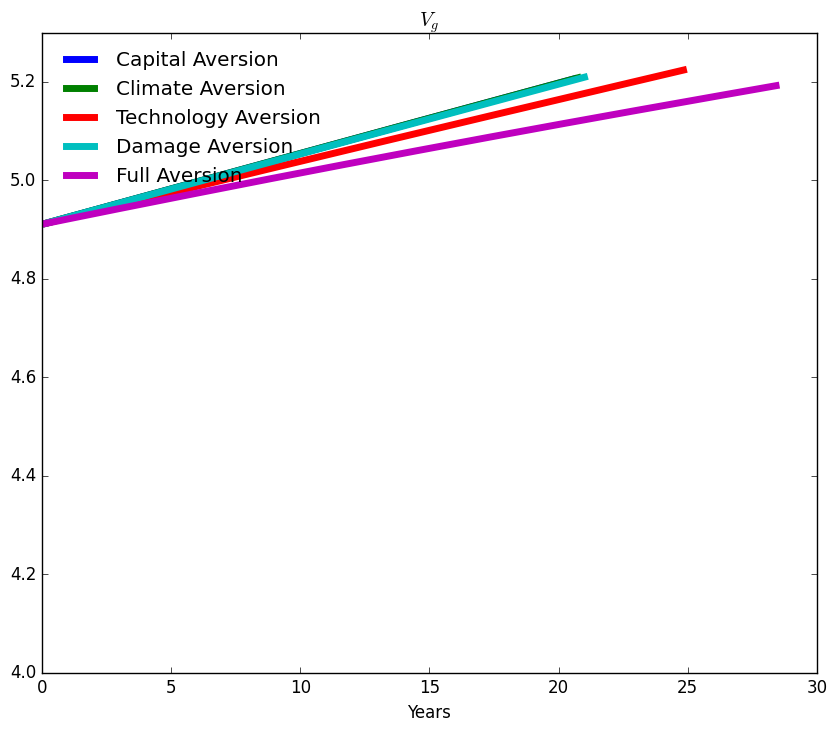 V_g
Capital Aversion
Climate Aversion
Technology Aversion
Damage Aversion
Full Aversion
5.2
5.0
4.8
4.6
4.4
4.2
4.0
0 5 10 15 20 25 30
Years